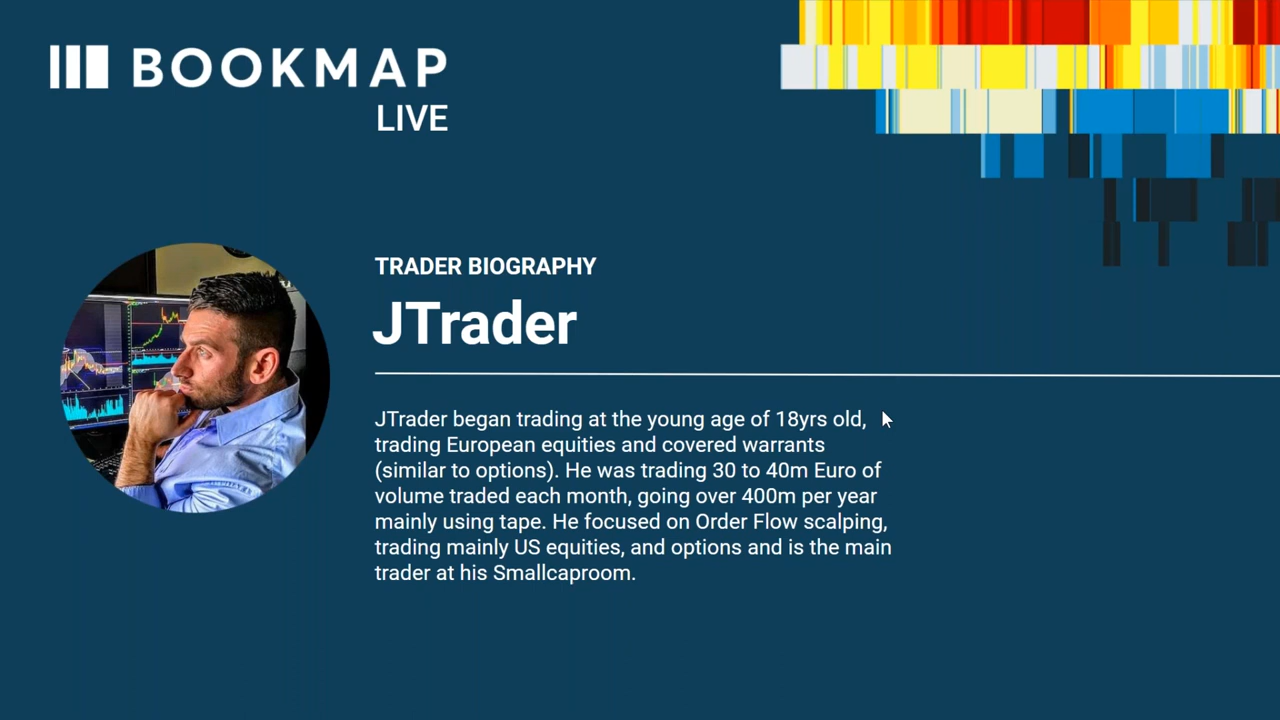 BOOKMAP
LIVE
TRADER BIOGRAPHY
JTrader
JTrader began trading at the young age of 18yrs old,
trading European equities and covered warrants
(similar to options). He was trading 30 to 40m Euro of
volume traded each month, going over 400m per year
mainly using tape. He focused on Order Flow scalping,
trading mainly US equities, and options and is the main
trader at his Smallcaproom.